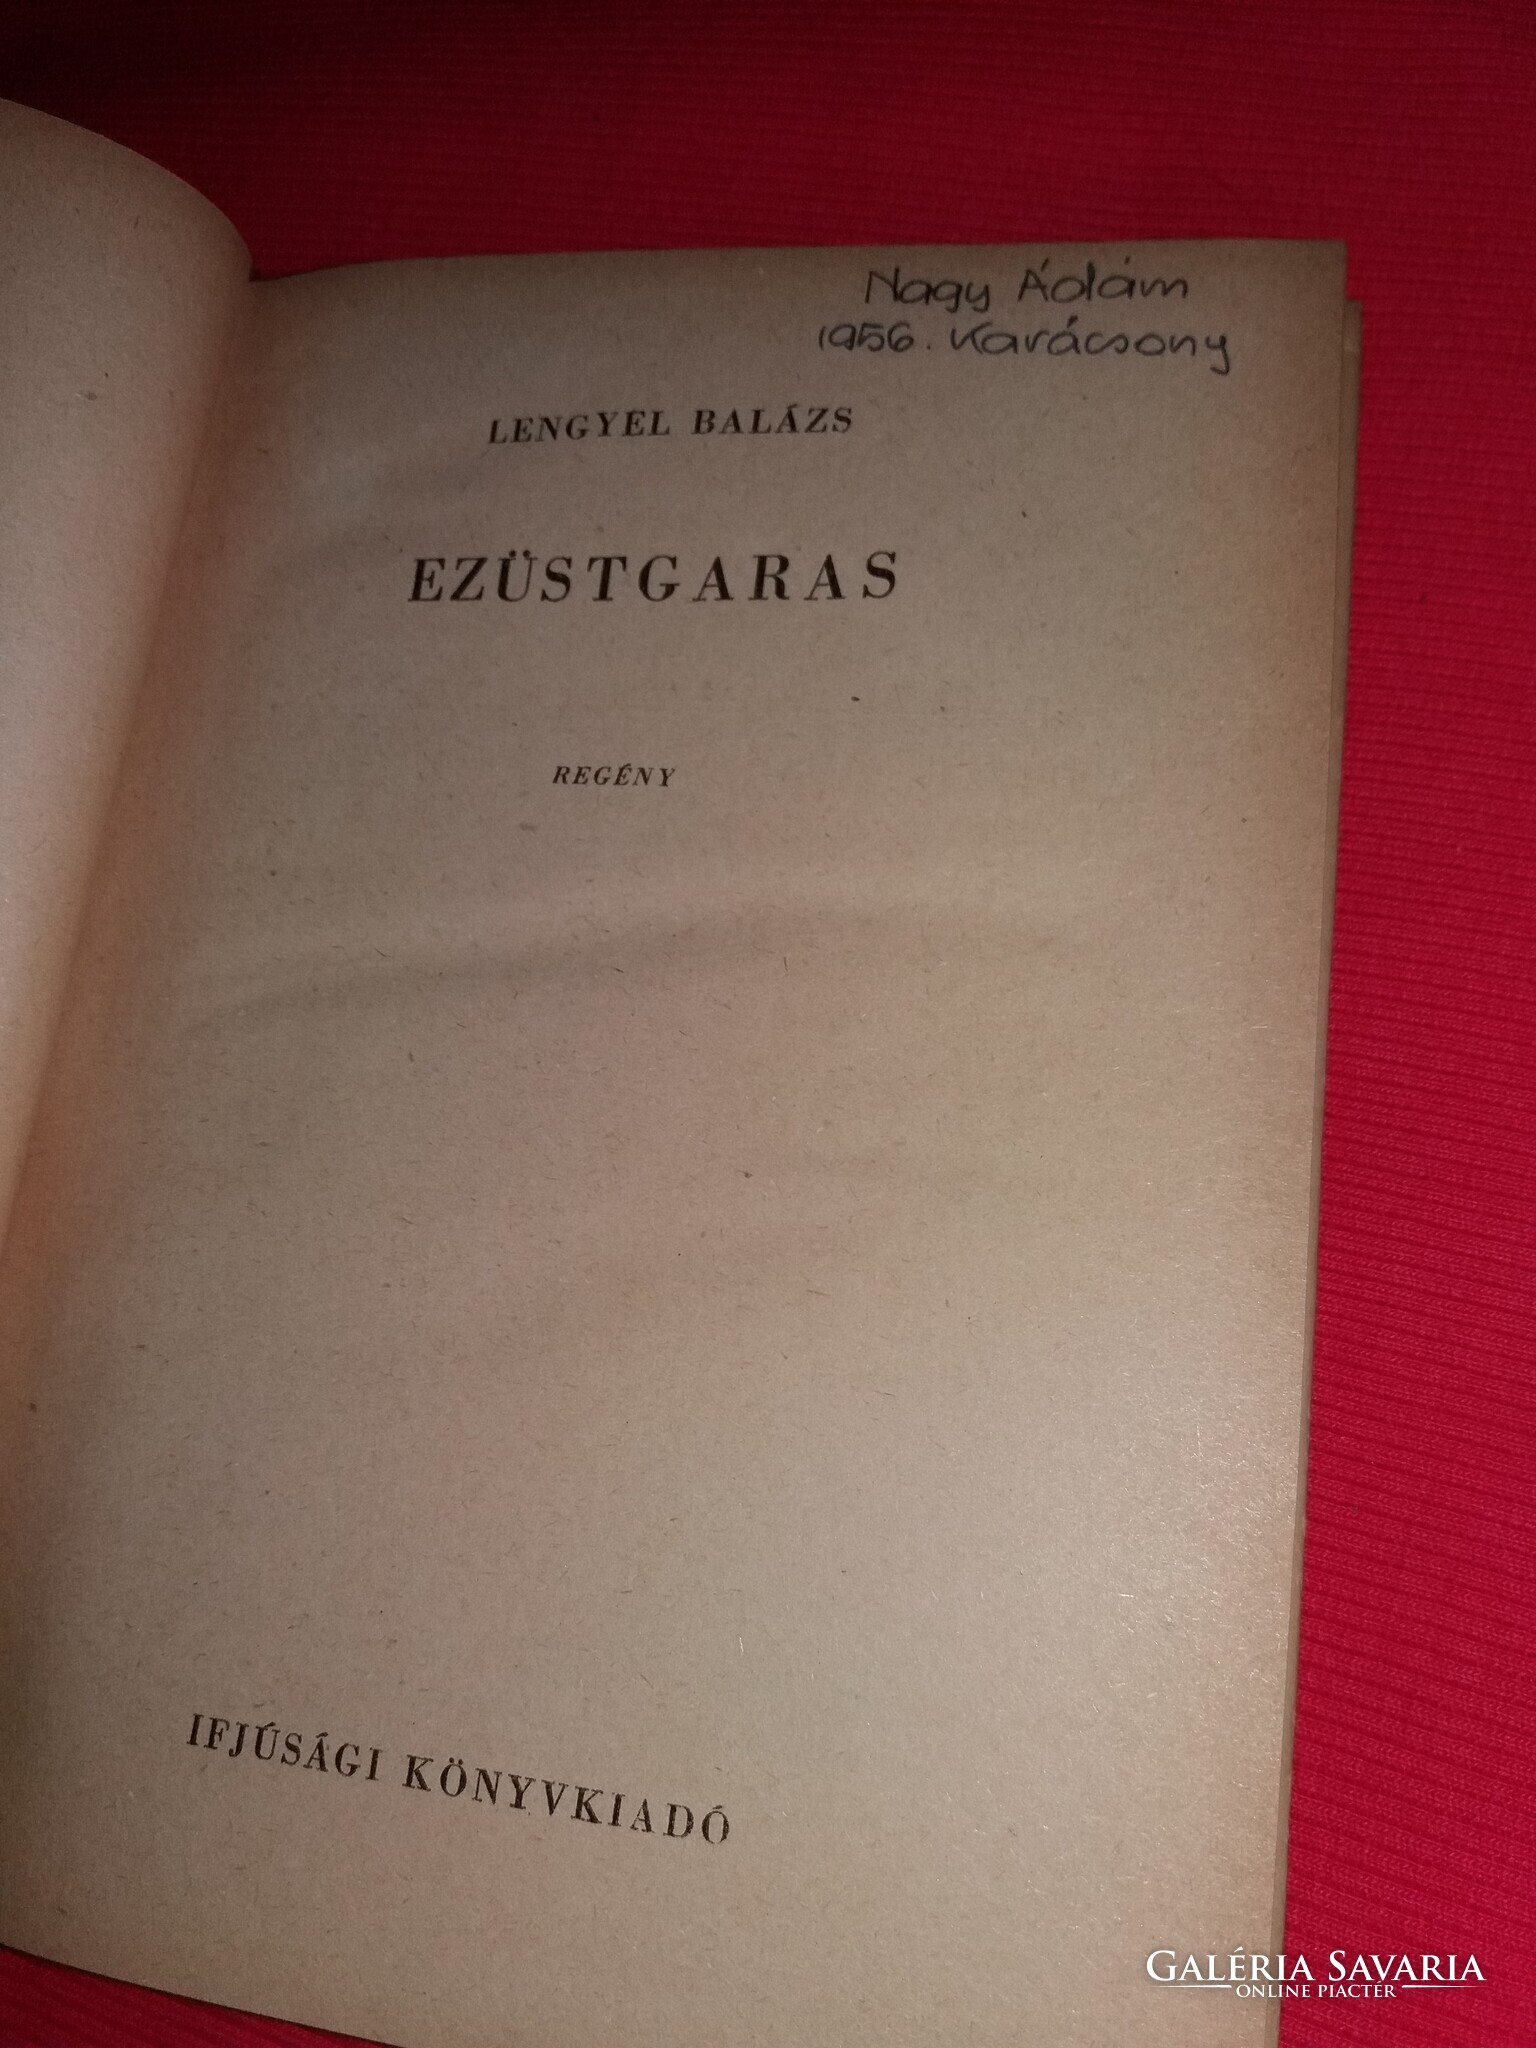 Nagy Ádám
1956. Karácsony
LENGYEL BALÁZS
EZÜSTGARAS
REGÉNY
IFJÚSÁGI KÖNYVKIADÓ
GALÉRIA SAVARIA
ONLINE PIACTÉR